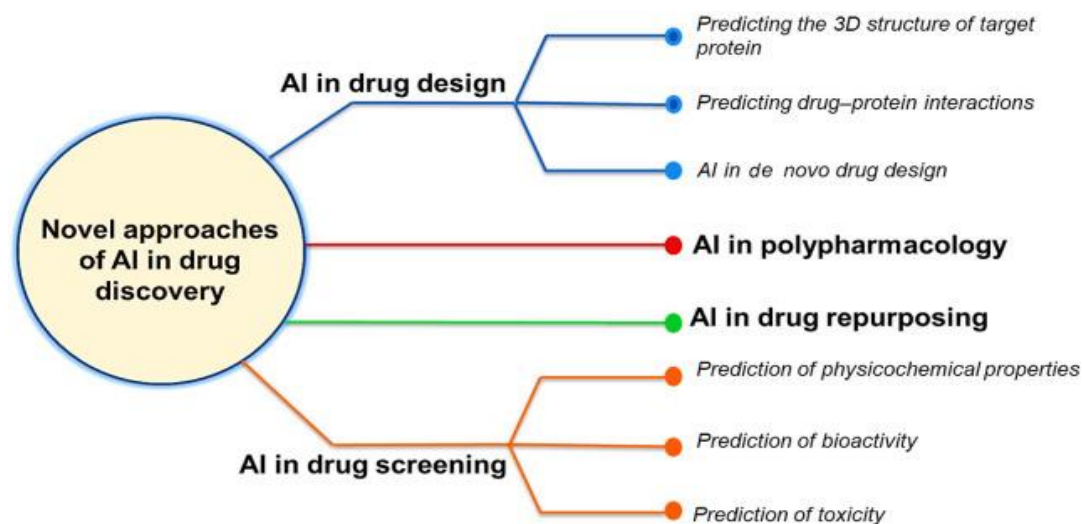 Novel approaches
of AI in drug
discovery
AI in drug design
Predicting the 3D structure of target
protein
Predicting drug–protein interactions
AI in de novo drug design
AI in polypharmacology
AI in drug repurposing
AI in drug screening
Prediction of physicochemical properties
Prediction of bioactivity
Prediction of toxicity